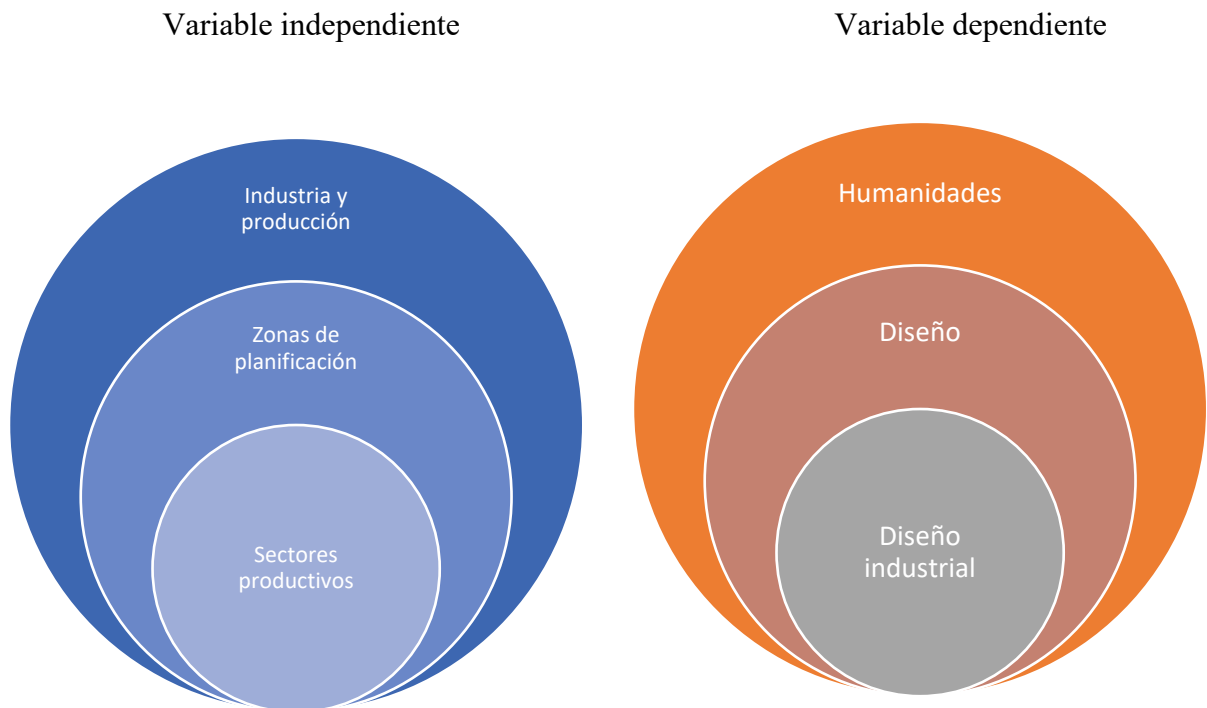 Variable independiente
Variable dependiente
Industria y
producción
Zonas de
planificación
Sectores
productivos
Humanidades
Diseño
Diseño
industrial